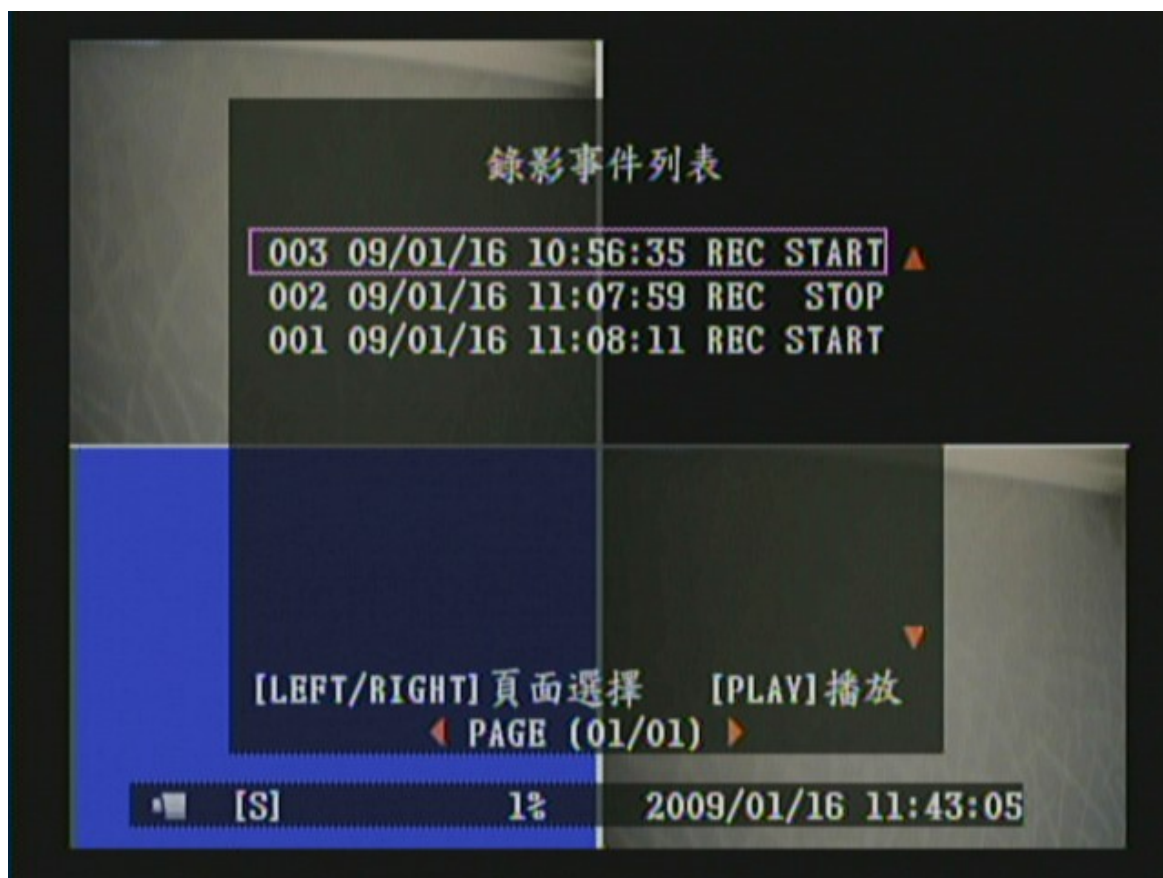 錄影事件列表
003 09/01/16 10:56:35 REC START
002 09/01/16 11:07:59 REC STOP
001 09/01/16 11:08:11 REC START
[LEFT/RIGHT]頁面選擇 [PLAY]播放
PAGE (01/01)
[S] 1% 2009/01/16 11:43:05